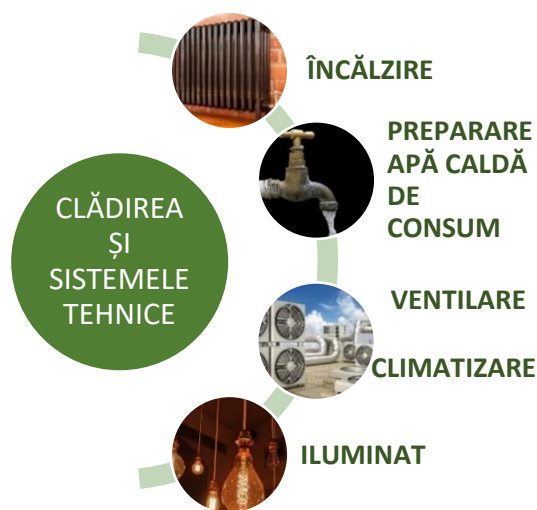 CLĂDIREA
ȘI
SISTEMELE
TEHNICE
ÎNCĂLZIRE
PREPARARE
APĂ CALDĂ
DE
CONSUM
VENTILARE
CLIMATIZARE
ILUMINAT